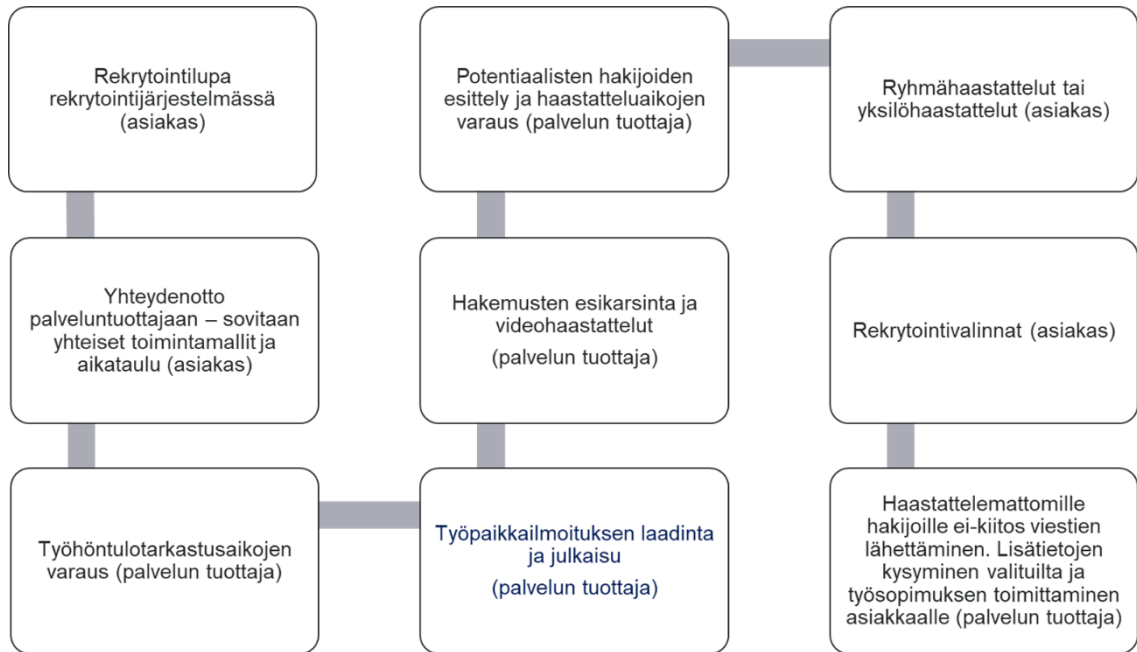 Rekrytointilupa
rekrytointijärjestelmässä
(asiakas)
Yhteydenotto
palveluntuottajaan – sovitaan
yhteiset toimintamallit ja
aikataulu (asiakas)
Työhöntulotarkastusaikojen
varaus (palvelun tuottaja)
Työpaikkailmoituksen laadinta
ja julkaisu
(palvelun tuottaja)
Hakemusten esikarsinta ja
videohaastattelut
(palvelun tuottaja)
Potentiaalisten hakijoiden
esittely ja haastatteluaikojen
varaus (palvelun tuottaja)
Ryhmähaastattelut tai
yksilöhaastattelut (asiakas)
Rekrytointivalinnat (asiakas)
Haastattelemattomille
hakijoille ei-kiitos viestien
lähettäminen. Lisätietojen
kysyminen valituilta ja
työsopimuksen toimittaminen
asiakkaalle (palvelun tuottaja)